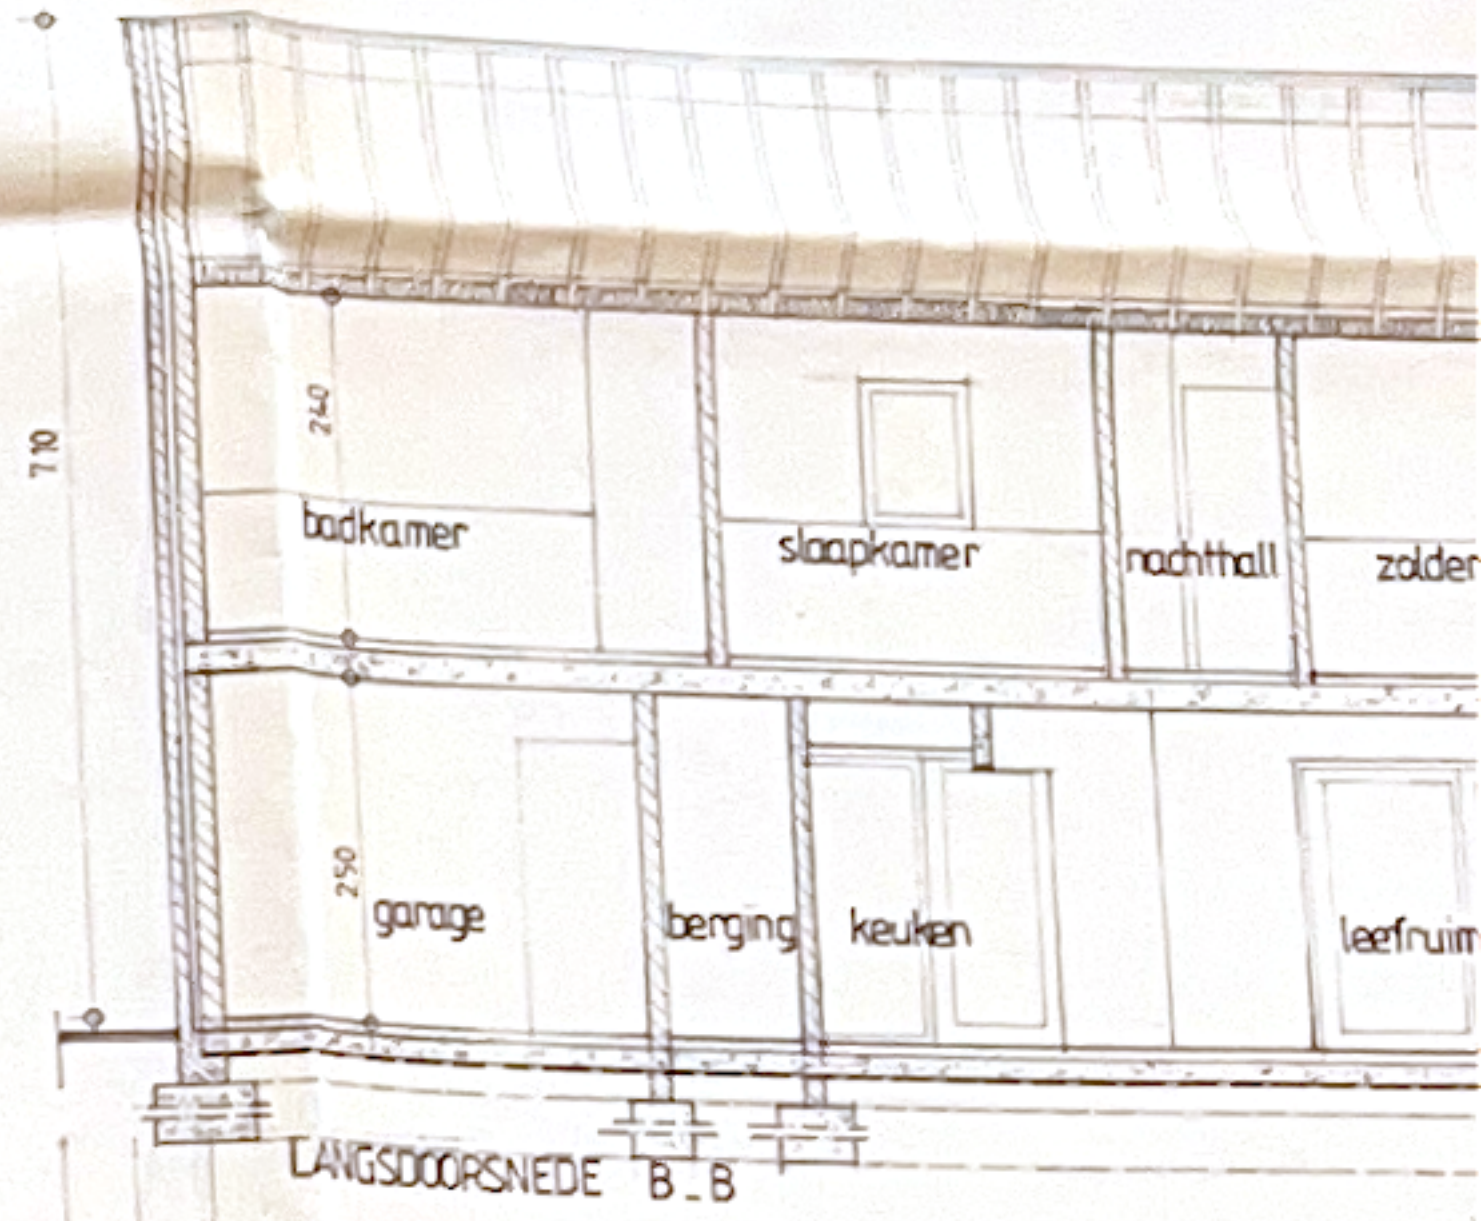 240
710
badkamer
slaapkamer
nachthall
zolder
250
garage
berging
keuken
leefruim
LANGSDOORSNEDE B_B